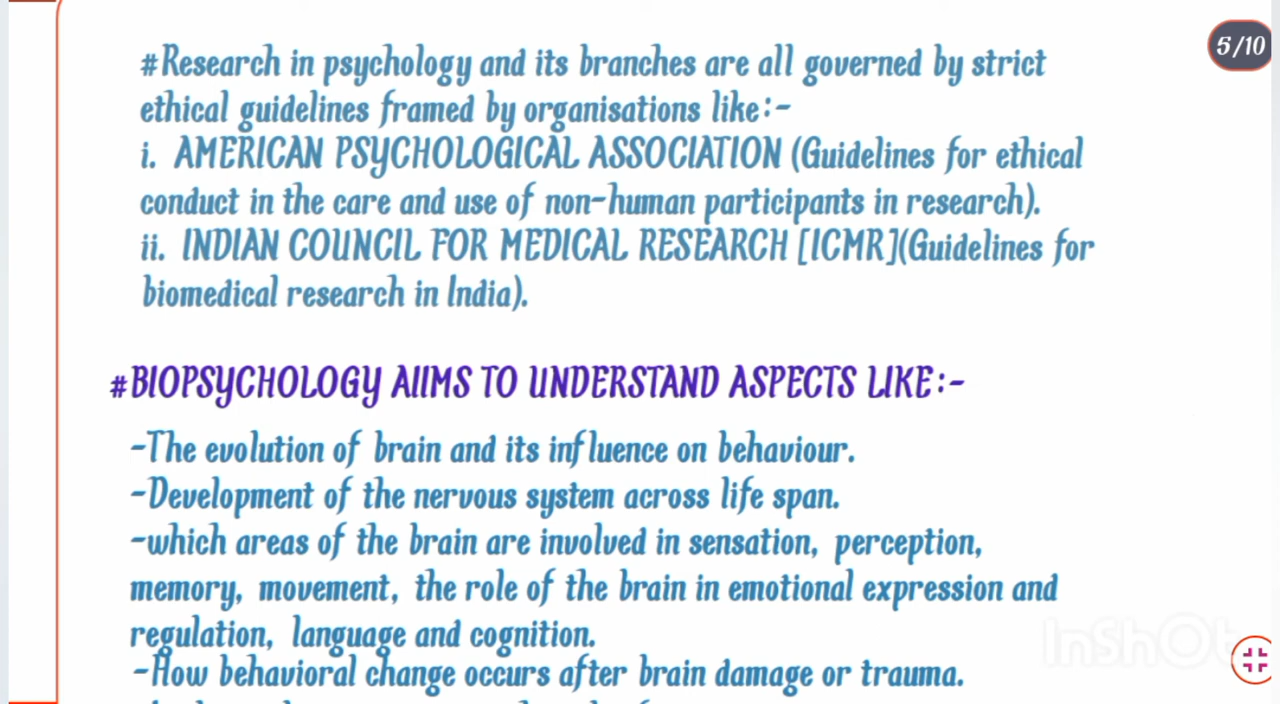 5/10
#Research in psychology and its branches are all governed by strict
ethical guidelines framed by organisations like:-
i. AMERICAN PSYCHOLOGICAL ASSOCIATION (Guidelines for ethical
conduct in the care and use of non-human participants in research).
ii. INDIAN COUNCIL FOR MEDICAL RESEARCH [ICMR](Guidelines for
biomedical research in India).
#BIOPSYCHOLOGY AIIMS TO UNDERSTAND ASPECTS LIKE:-
-The evolution of brain and its influence on behaviour.
-Development of the nervous system across life span.
-which areas of the brain are involved in sensation, perception,
memory, movement, the role of the brain in emotional expression and
regulation, language and cognition.
-How behavioral change occurs after brain damage or trauma.
InShOt